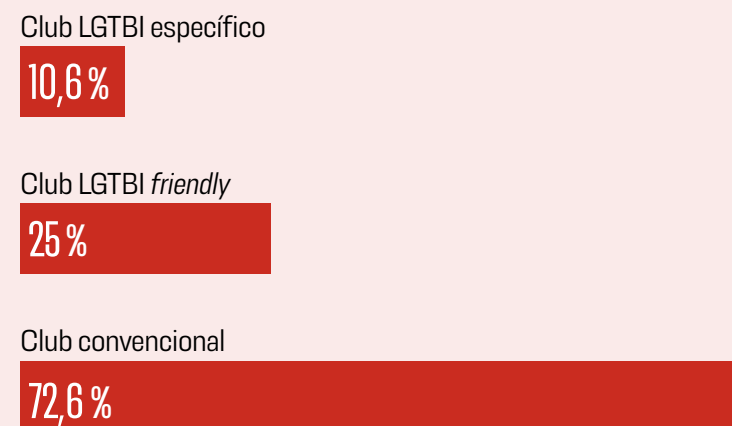 Club LGTBI específico
10,6 %
Club LGTBI friendly
25 %
Club convencional
72,6 %